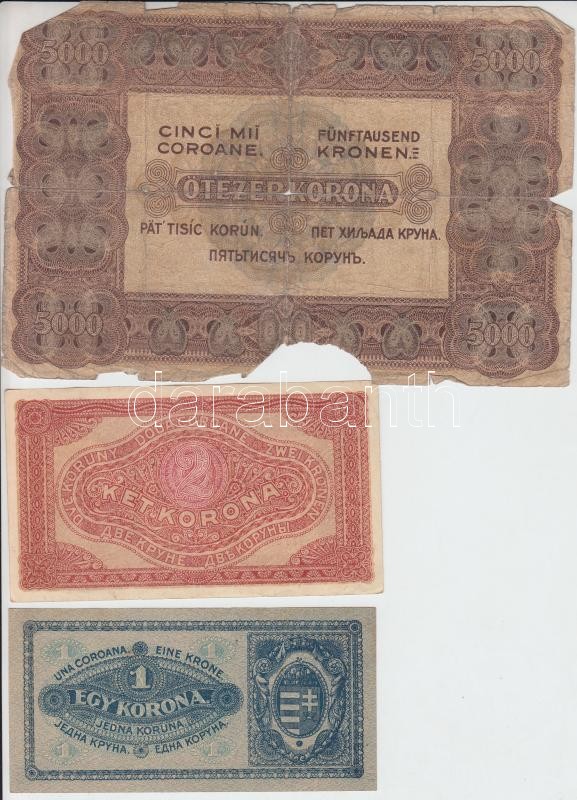 5000 5000
CINCI MII COROANE.
FÜNFTAUSEND KRONEN.
ÖTEZER KORONA
PÄT' TISÍC KORÚN.
ПЕТ ХИЉАДА КРУНА.
ПЯТЬТИСЯЧЪ КОРУНЪ.
5000 5000
darabanth
DVE KORUNY DOUĂ COROANE ZWEI KRONEN
2
KÉT KORONA
ДВЕ КРУНЕ ДВѢ КОРУНЫ
1 1
UNA COROANA.
EINE KRONE.
1
EGY KORONA
JEDNA KORÚNA.
ЈЕДНА КРУНА.
ЕДНА КОРУНА.
1 1